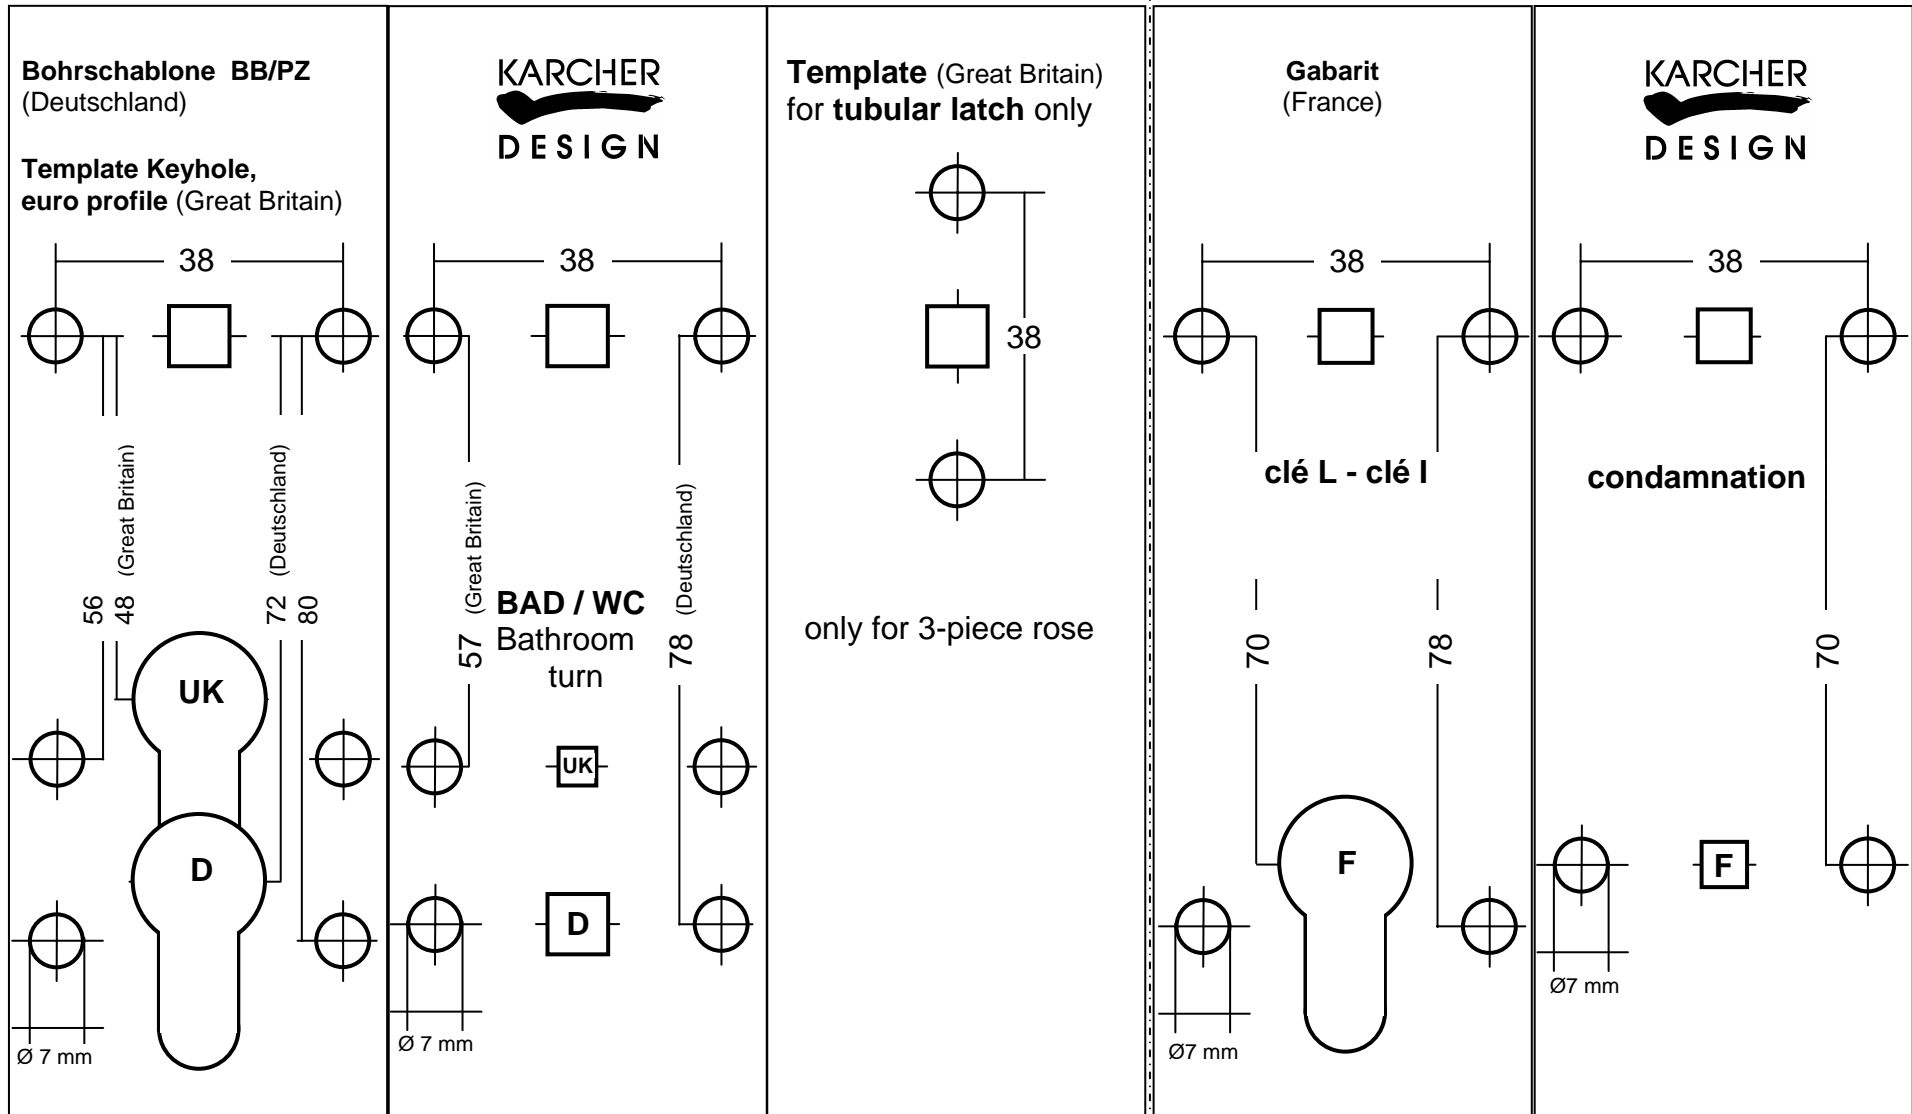 Bohrschablone BB/PZ
(Deutschland)
Template Keyhole,
euro profile (Great Britain)
38
56
48 (Great Britain)
72 (Deutschland)
80
UK
D
Ø 7 mm
KARCHER
DESIGN
38
57 (Great Britain)
78 (Deutschland)
BAD / WC
Bathroom
turn
UK
D
Ø 7 mm
Template (Great Britain)
for tubular latch only
38
only for 3-piece rose
Gabarit
(France)
38
clé L - clé I
70
78
F
Ø7 mm
KARCHER
DESIGN
38
condamnation
70
F
Ø7 mm